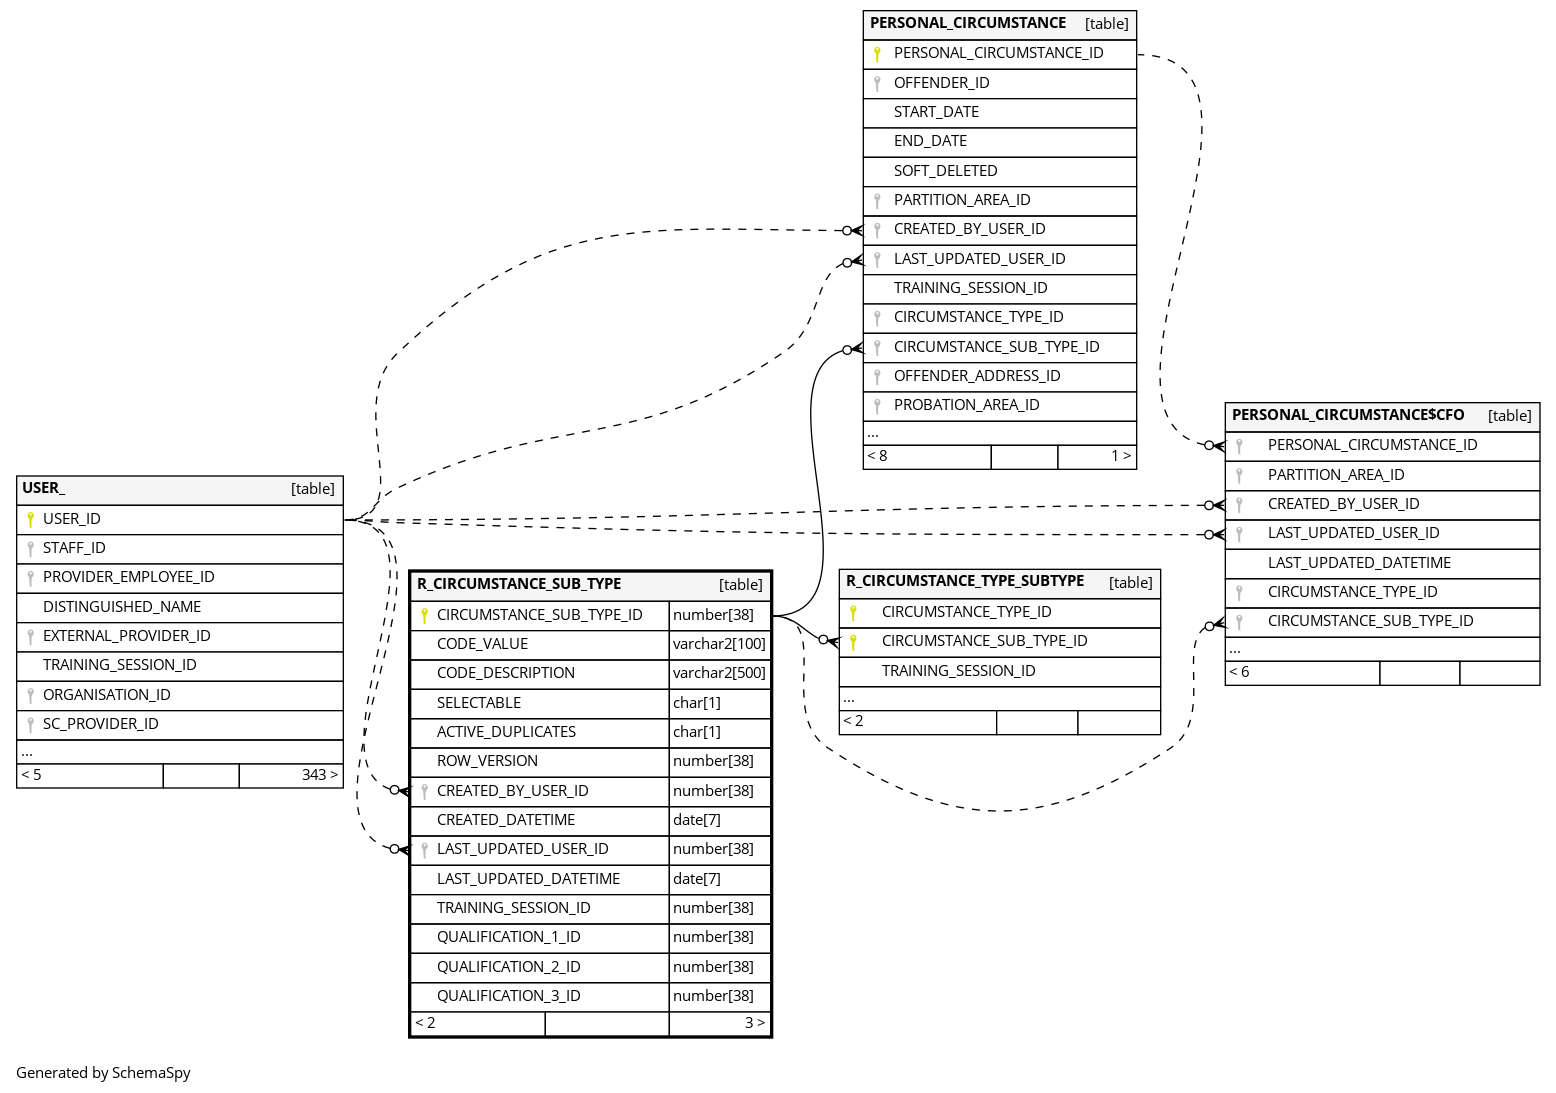 PERSONAL_CIRCUMSTANCE [table]
PERSONAL_CIRCUMSTANCE_ID
OFFENDER_ID
START_DATE
END_DATE
SOFT_DELETED
PARTITION_AREA_ID
CREATED_BY_USER_ID
LAST_UPDATED_USER_ID
TRAINING_SESSION_ID
CIRCUMSTANCE_TYPE_ID
CIRCUMSTANCE_SUB_TYPE_ID
OFFENDER_ADDRESS_ID
PROBATION_AREA_ID
...
< 8 1 >
PERSONAL_CIRCUMSTANCE$CFO [table]
PERSONAL_CIRCUMSTANCE_ID
PARTITION_AREA_ID
CREATED_BY_USER_ID
LAST_UPDATED_USER_ID
LAST_UPDATED_DATETIME
CIRCUMSTANCE_TYPE_ID
CIRCUMSTANCE_SUB_TYPE_ID
...
< 6
USER_ [table]
USER_ID
STAFF_ID
PROVIDER_EMPLOYEE_ID
DISTINGUISHED_NAME
EXTERNAL_PROVIDER_ID
TRAINING_SESSION_ID
ORGANISATION_ID
SC_PROVIDER_ID
...
< 5 343 >
R_CIRCUMSTANCE_SUB_TYPE [table]
CIRCUMSTANCE_SUB_TYPE_ID number[38]
CODE_VALUE varchar2[100]
CODE_DESCRIPTION varchar2[500]
SELECTABLE char[1]
ACTIVE_DUPLICATES char[1]
ROW_VERSION number[38]
CREATED_BY_USER_ID number[38]
CREATED_DATETIME date[7]
LAST_UPDATED_USER_ID number[38]
LAST_UPDATED_DATETIME date[7]
TRAINING_SESSION_ID number[38]
QUALIFICATION_1_ID number[38]
QUALIFICATION_2_ID number[38]
QUALIFICATION_3_ID number[38]
< 2 3 >
R_CIRCUMSTANCE_TYPE_SUBTYPE [table]
CIRCUMSTANCE_TYPE_ID
CIRCUMSTANCE_SUB_TYPE_ID
TRAINING_SESSION_ID
...
< 2
Generated by SchemaSpy